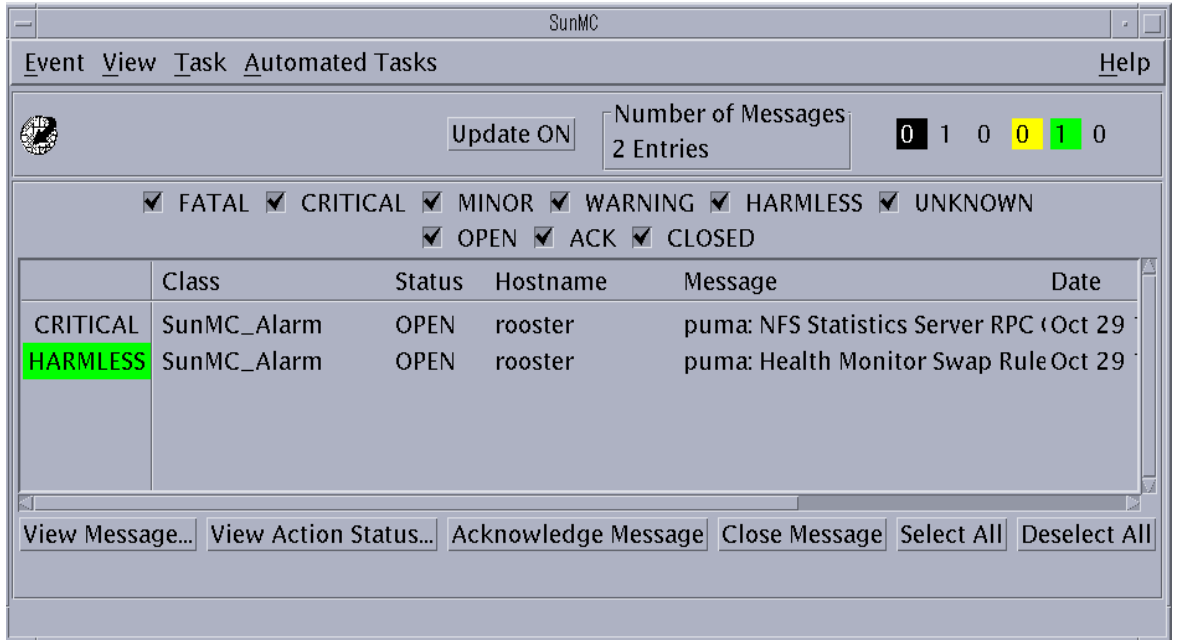 SunMC
Event View Task Automated Tasks Help
Number of Messages
Update ON 2 Entries 0 1 0 0 1 0
FATAL CRITICAL MINOR WARNING HARMLESS UNKNOWN
OPEN ACK CLOSED
Class Status Hostname Message Date
CRITICAL SunMC_Alarm OPEN rooster puma: NFS Statistics Server RPC Oct 29
HARMLESS SunMC_Alarm OPEN rooster puma: Health Monitor Swap Rule Oct 29
View Message... View Action Status... Acknowledge Message Close Message Select All Deselect All